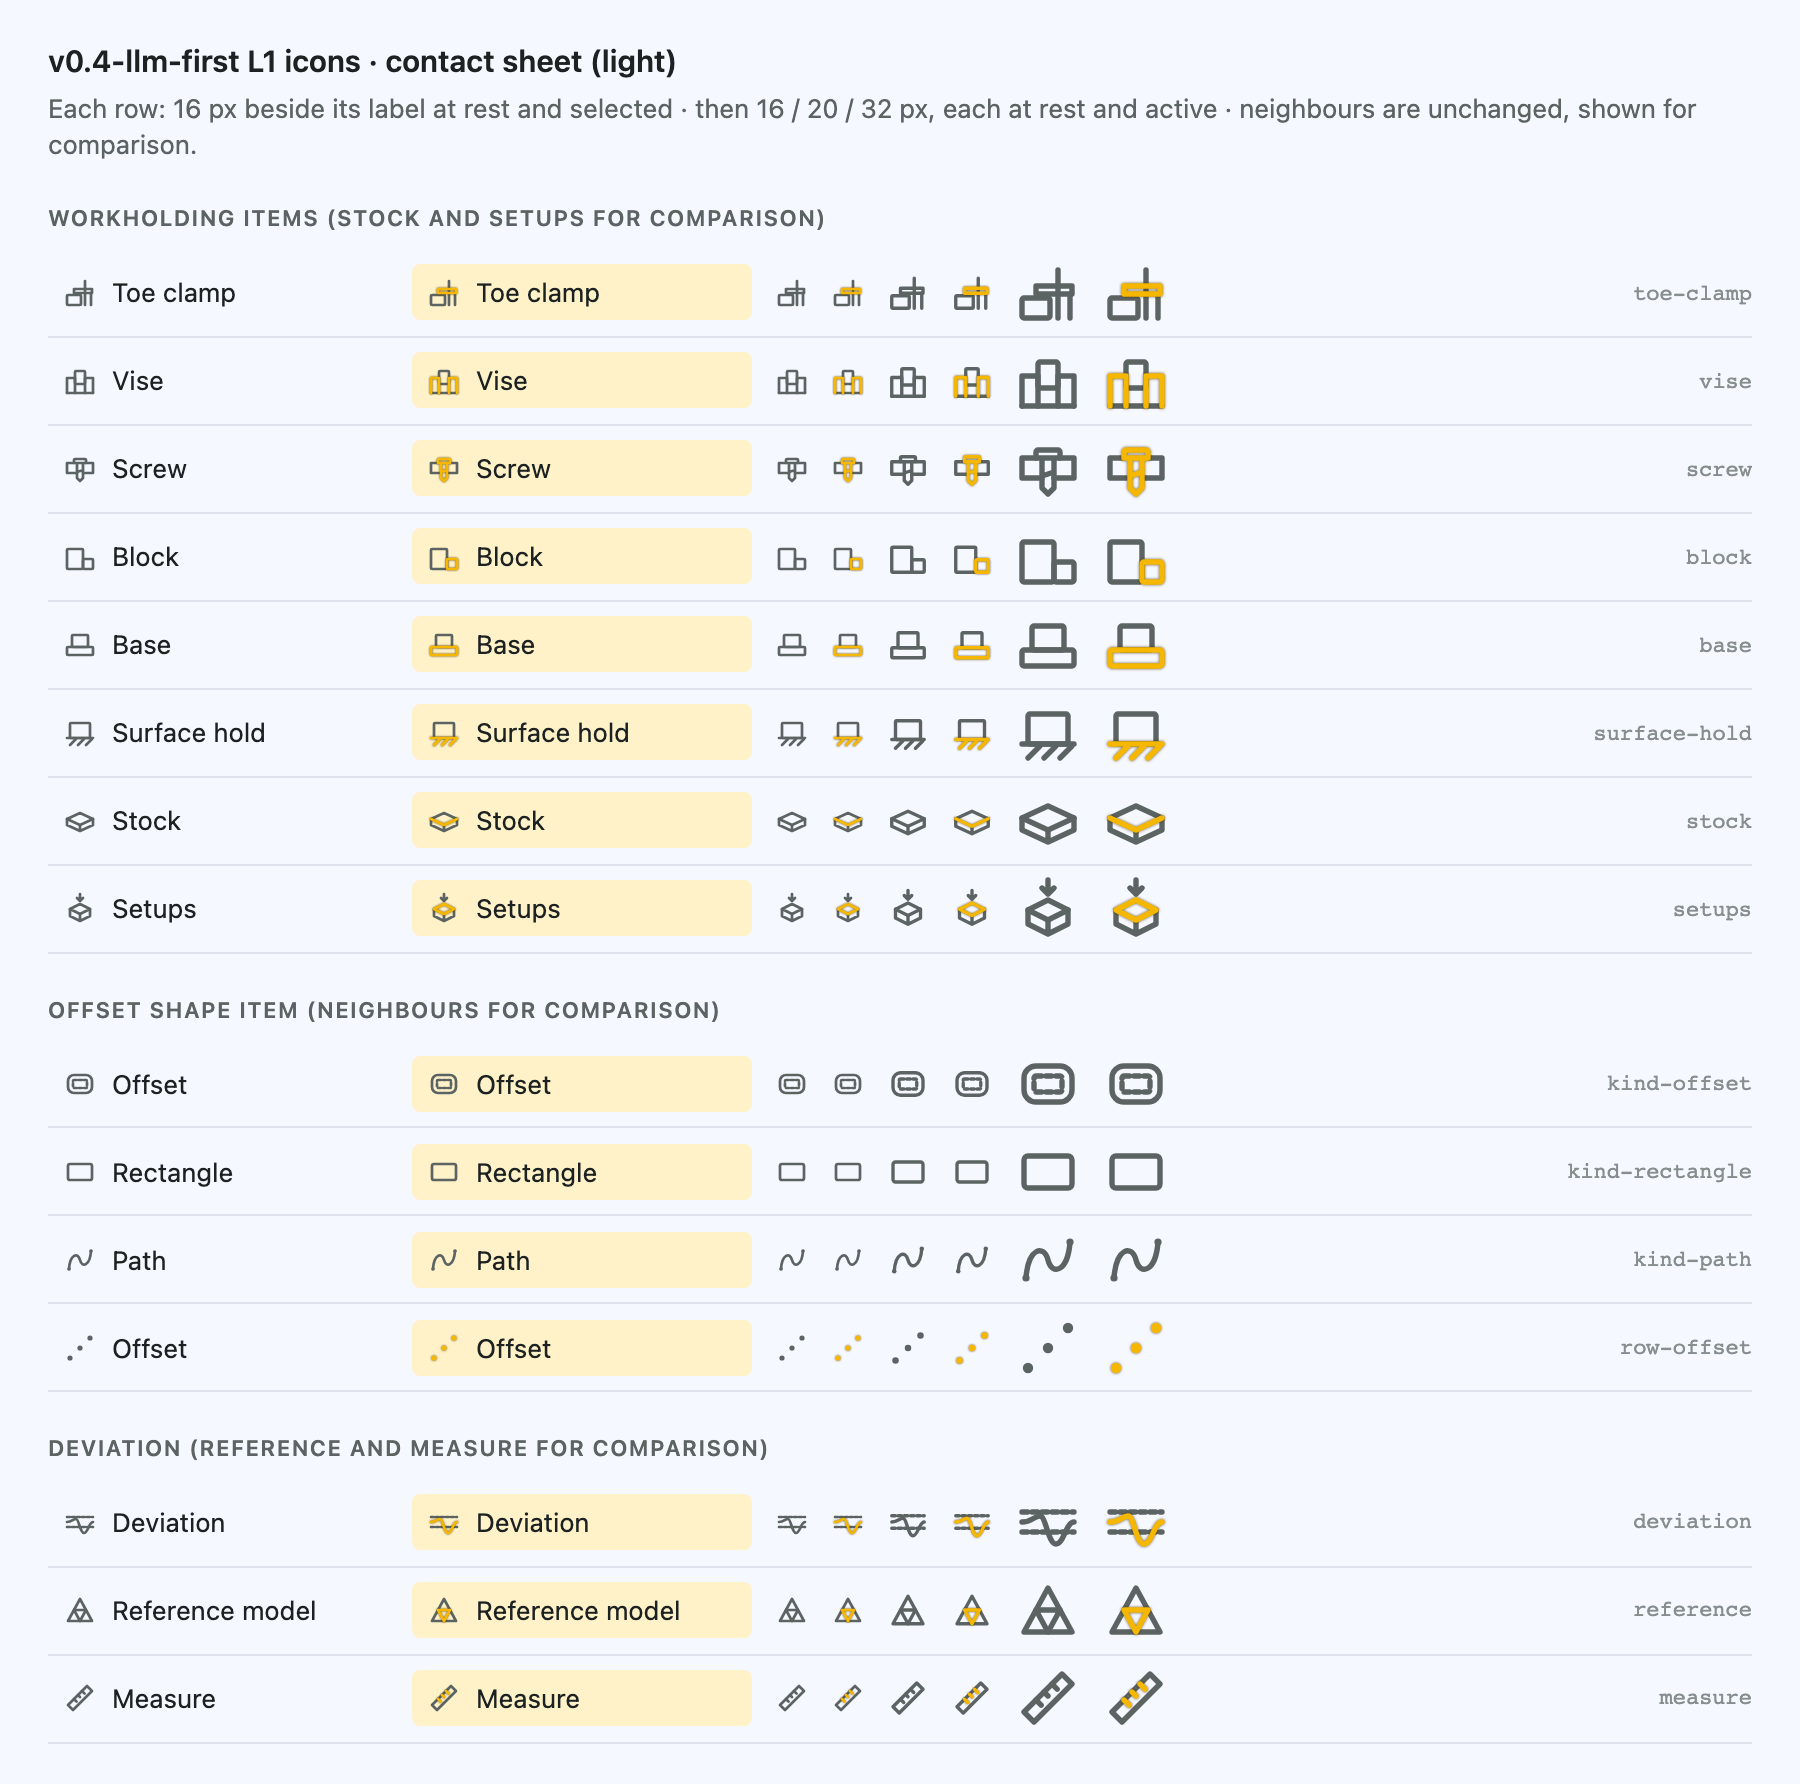 v0.4-llm-first L1 icons · contact sheet (light)
Each row: 16 px beside its label at rest and selected · then 16 / 20 / 32 px, each at rest and active · neighbours are unchanged, shown for
comparison.
WORKHOLDING ITEMS (STOCK AND SETUPS FOR COMPARISON)
Toe clamp Toe clamp toe-clamp
Vise Vise vise
Screw Screw screw
Block Block block
Base Base base
Surface hold Surface hold surface-hold
Stock Stock stock
Setups Setups setups
OFFSET SHAPE ITEM (NEIGHBOURS FOR COMPARISON)
Offset Offset kind-offset
Rectangle Rectangle kind-rectangle
Path Path kind-path
Offset Offset row-offset
DEVIATION (REFERENCE AND MEASURE FOR COMPARISON)
Deviation Deviation deviation
Reference model Reference model reference
Measure Measure measure